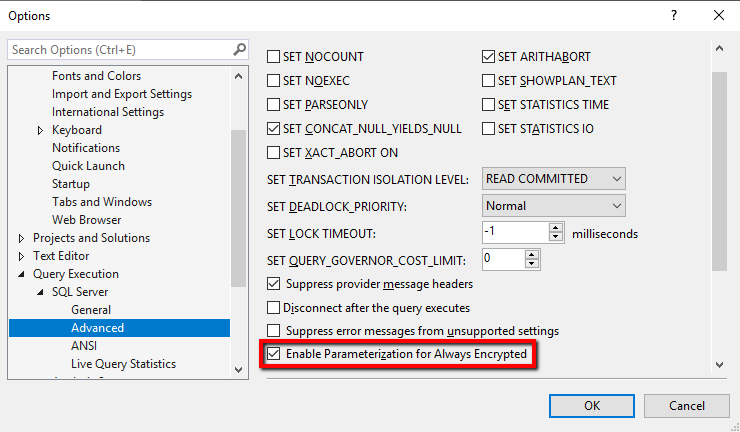 Options
Search Options (Ctrl+E)
Fonts and Colors
Import and Export Settings
International Settings
Keyboard
Notifications
Quick Launch
Startup
Tabs and Windows
Web Browser
Projects and Solutions
Text Editor
Query Execution
SQL Server
General
Advanced
ANSI
Live Query Statistics
SET NOCOUNT
SET ARITHABORT
SET NOEXEC
SET SHOWPLAN_TEXT
SET PARSEONLY
SET STATISTICS TIME
SET CONCAT_NULL_YIELDS_NULL
SET STATISTICS IO
SET XACT_ABORT ON
SET TRANSACTION ISOLATION LEVEL: READ COMMITTED
SET DEADLOCK_PRIORITY: Normal
SET LOCK TIMEOUT: -1 milliseconds
SET QUERY_GOVERNOR_COST_LIMIT: 0
Suppress provider message headers
Disconnect after the query executes
Suppress error messages from unsupported settings
Enable Parameterization for Always Encrypted
OK
Cancel